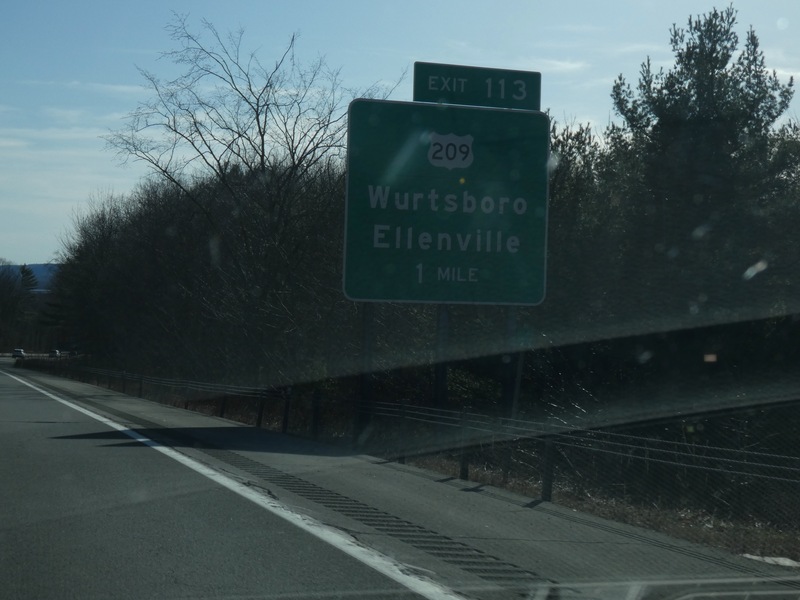 EXIT 113
209
Wurtsboro
Ellenville
1 MILE